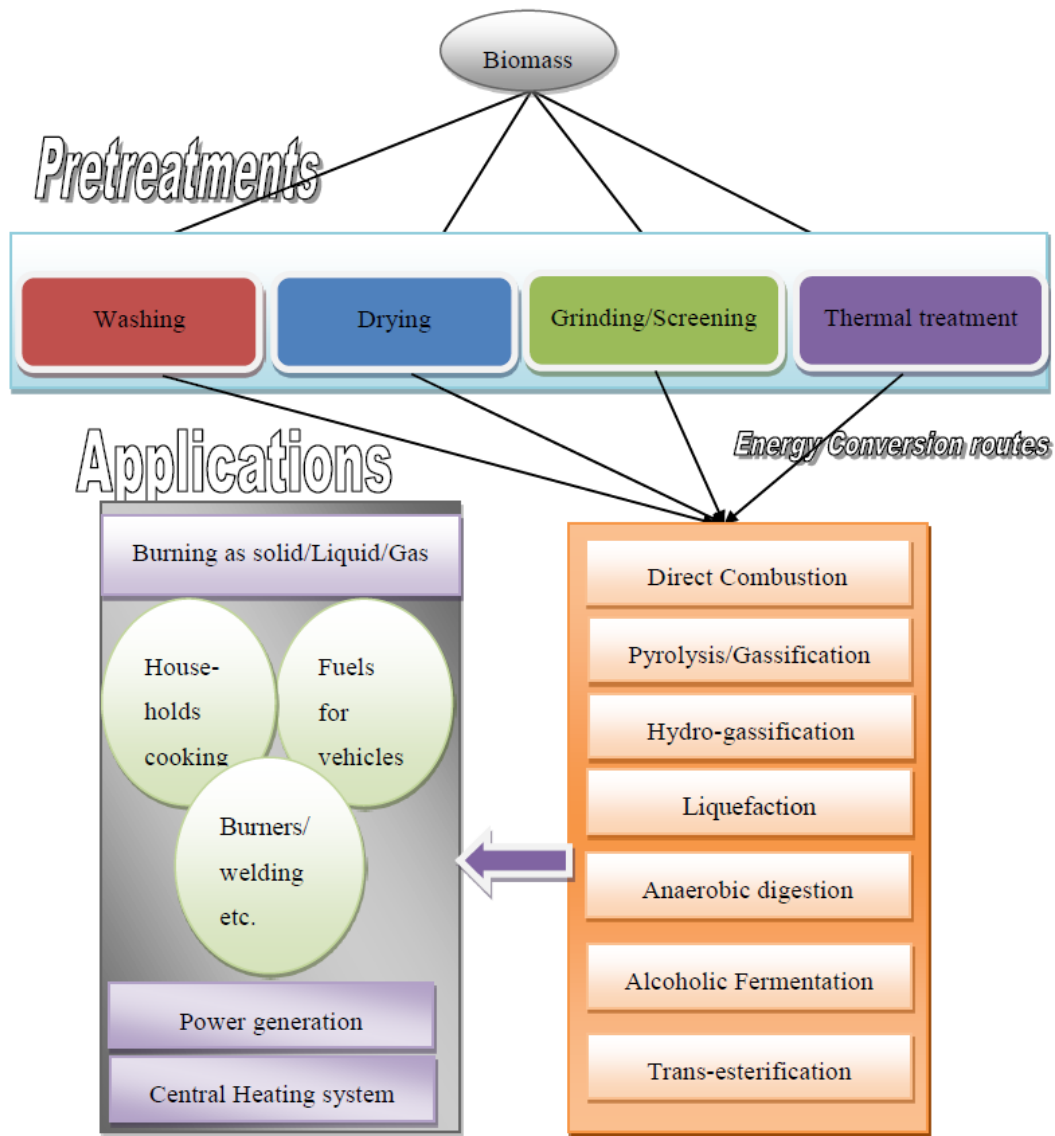 Biomass
Pretreatments
Washing
Drying
Grinding/Screening
Thermal treatment
Energy Conversion routes
Applications
Burning as solid/Liquid/Gas
House-
holds
cooking
Fuels
for
vehicles
Burners/
welding
etc.
Power generation
Central Heating system
Direct Combustion
Pyrolysis/Gassification
Hydro-gassification
Liquefaction
Anaerobic digestion
Alcoholic Fermentation
Trans-esterification